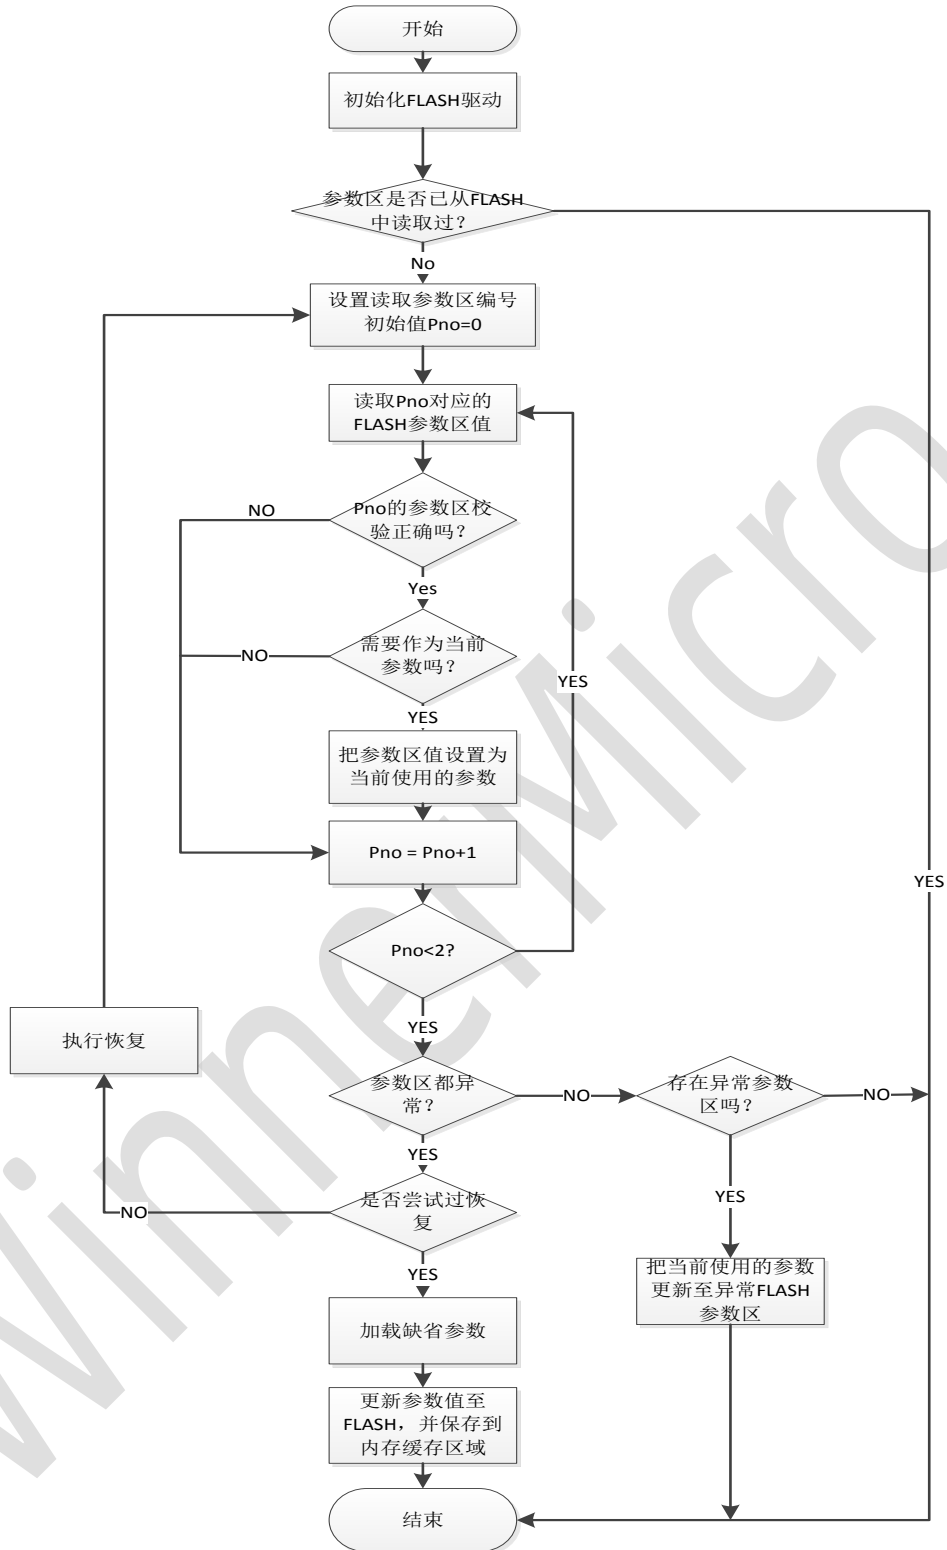 开始
初始化FLASH驱动
参数区是否已从FLASH
中读取过？
No
设置读取参数区编号
初始值Pno=0
读取Pno对应的
FLASH参数区值
Pno的参数区校
验正确吗？
NO
Yes
需要作为当前
参数吗？
NO
YES
YES
把参数区值设置为
当前使用的参数
Pno = Pno+1
YES
Pno<2?
YES
执行恢复
参数区都异
常？
NO
存在异常参数
区吗？
NO
YES
YES
是否尝试过恢
复
NO
YES
把当前使用的参数
更新至异常FLASH
参数区
加载缺省参数
更新参数值至
FLASH，并保存到
内存缓存区域
结束
WinnerMicro